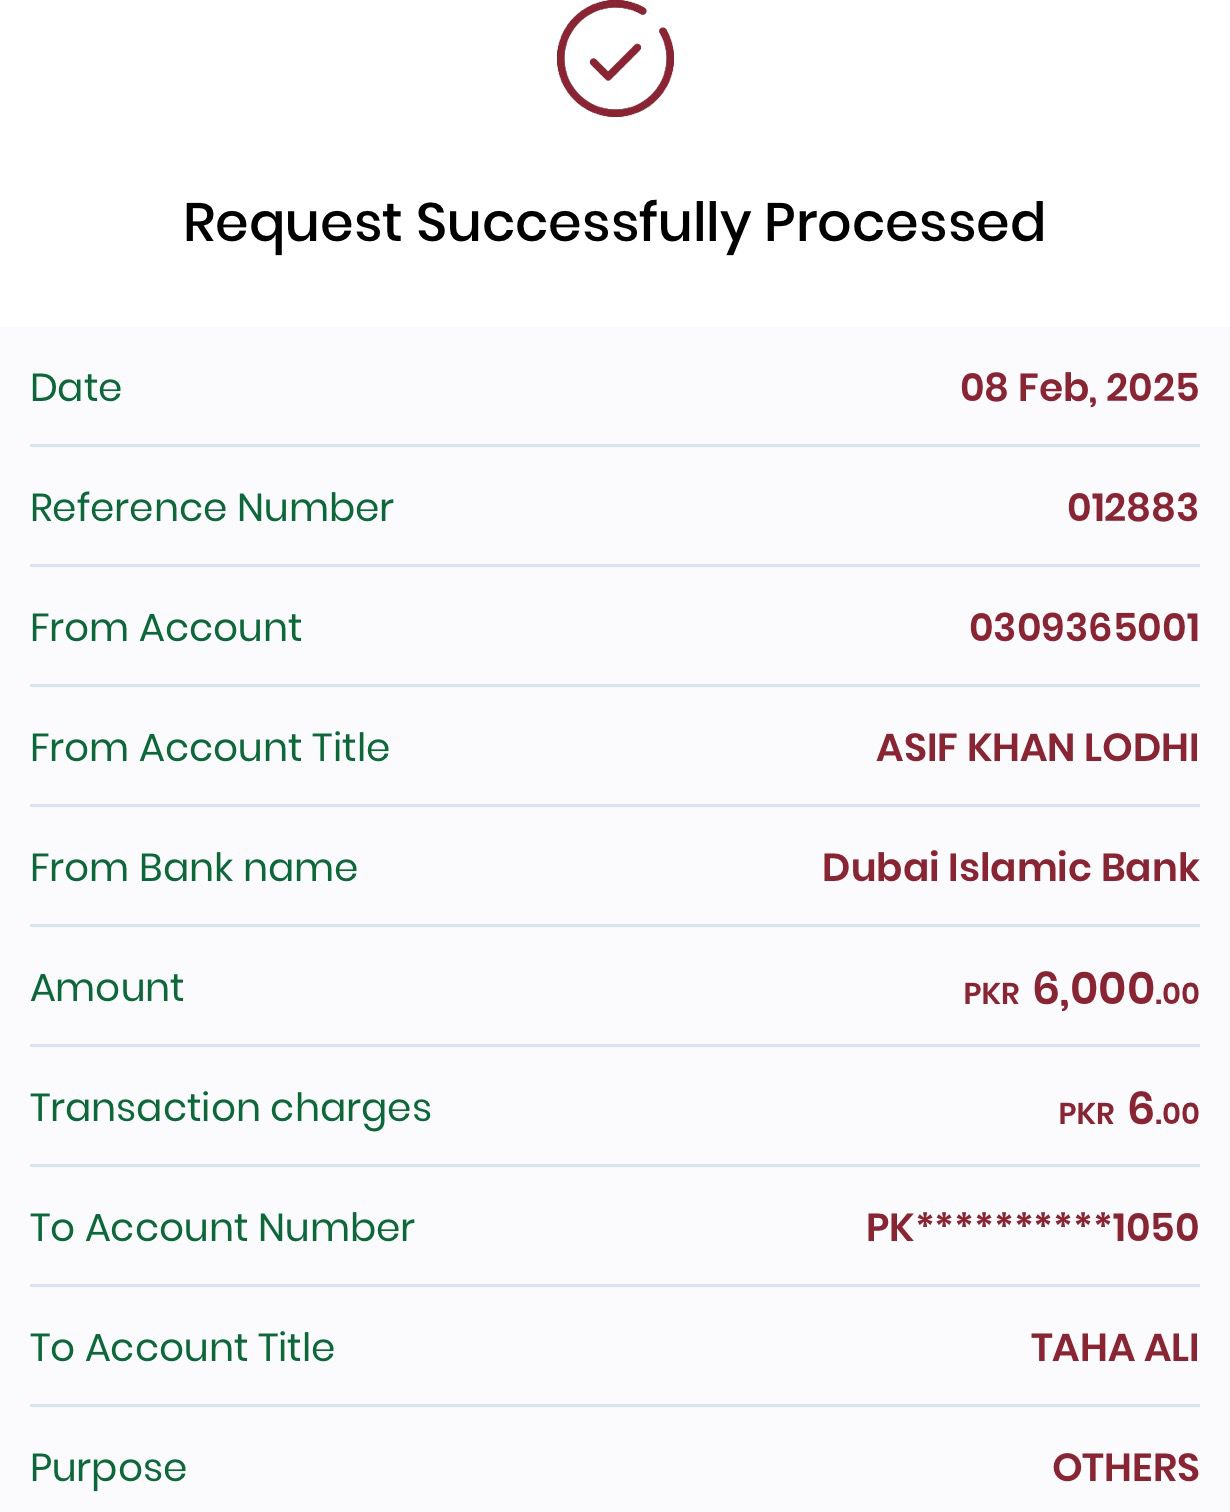 Request Successfully Processed
Date 08 Feb, 2025
Reference Number 012883
From Account 0309365001
From Account Title ASIF KHAN LODHI
From Bank name Dubai Islamic Bank
Amount PKR 6,000.00
Transaction charges PKR 6.00
To Account Number PK**********1050
To Account Title TAHA ALI
Purpose OTHERS